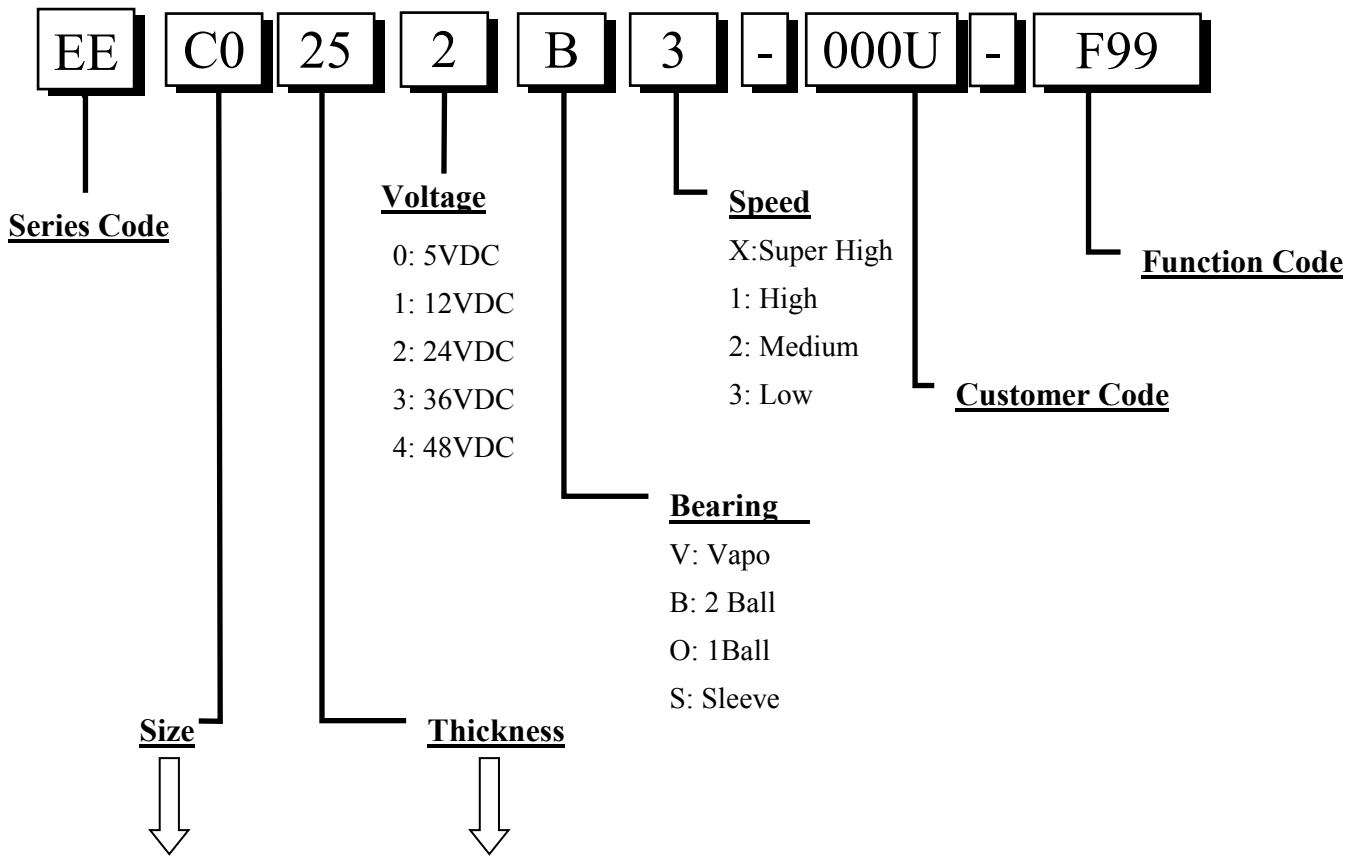 EE C0 25 2 B 3 - 000U - F99
Series Code
Voltage
0: 5VDC
1: 12VDC
2: 24VDC
3: 36VDC
4: 48VDC
Speed
X:Super High
1: High
2: Medium
3: Low
Function Code
Customer Code
Bearing
V: Vapo
B: 2 Ball
O: 1Ball
S: Sleeve
Size
Thickness